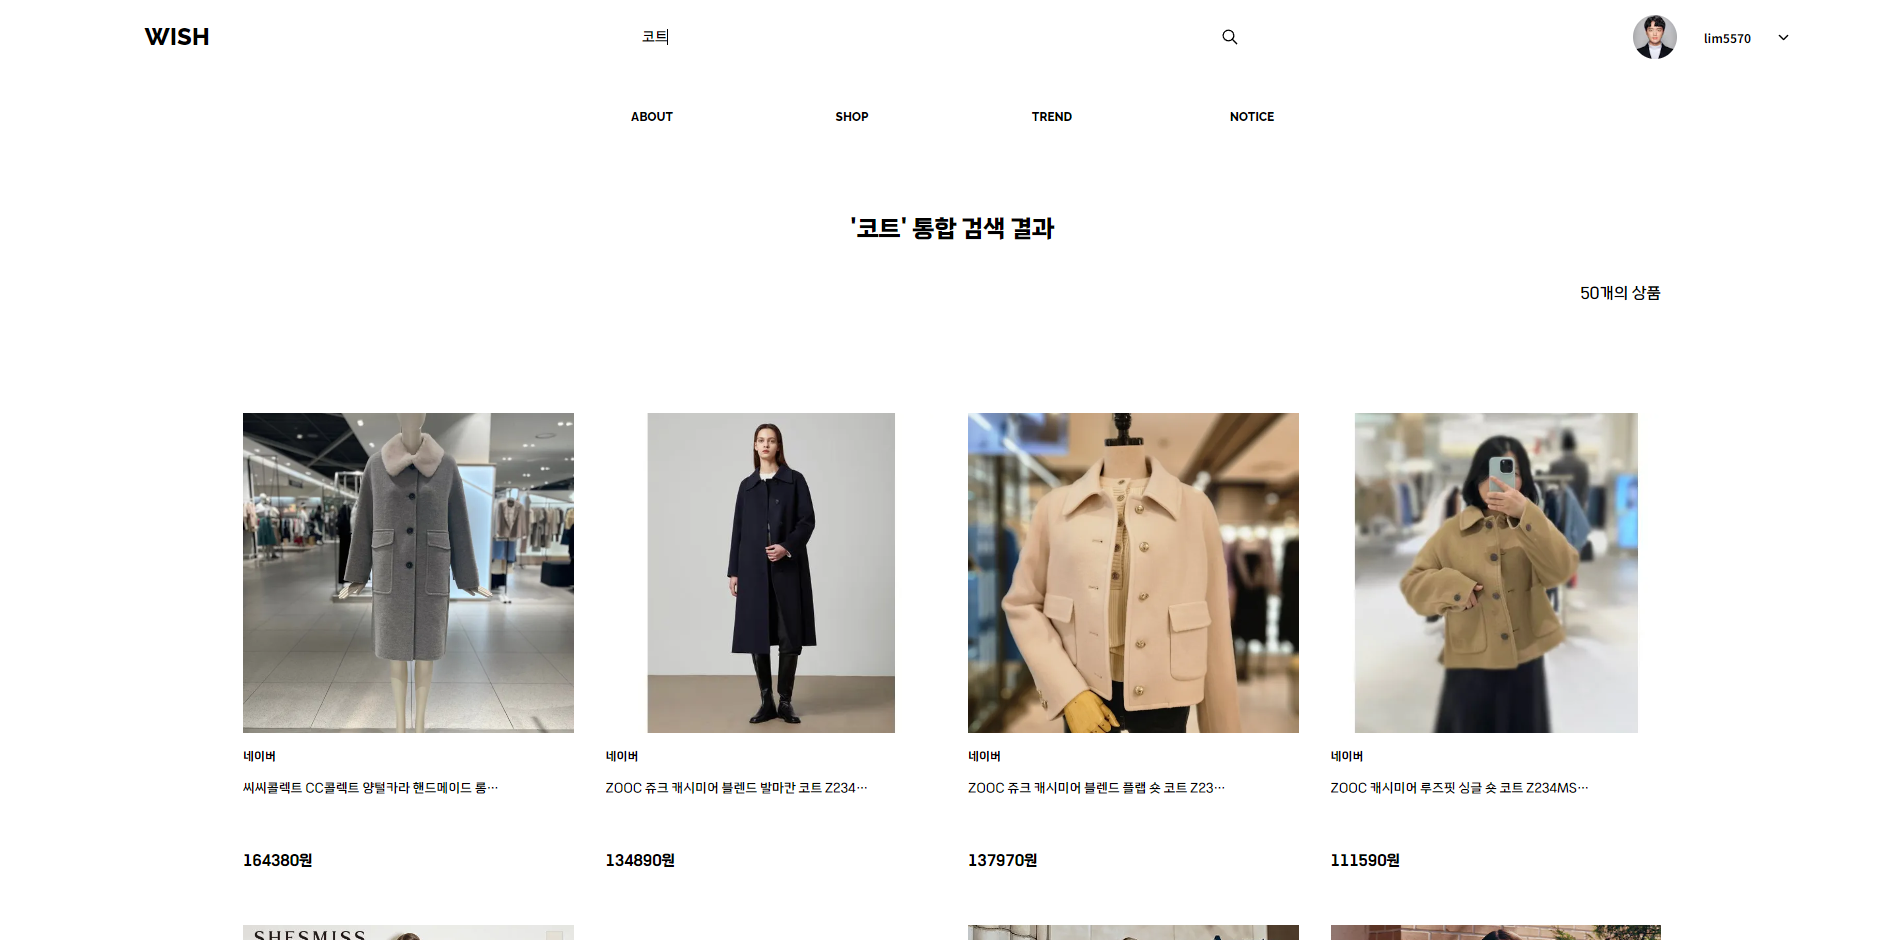 WISH
코트
lim5570
ABOUT
SHOP
TREND
NOTICE
'코트' 통합 검색 결과
50개의 상품
네이버
씨씨콜렉트 CC콜렉트 양털카라 핸드메이드 롱···
164380원
네이버
ZOOC 쥬크 캐시미어 블렌드 발마칸 코트 Z234···
134890원
네이버
ZOOC 쥬크 캐시미어 블렌드 플랩 숏 코트 Z23···
137970원
네이버
ZOOC 캐시미어 루즈핏 싱글 숏 코트 Z234MS···
111590원
SHESMISS